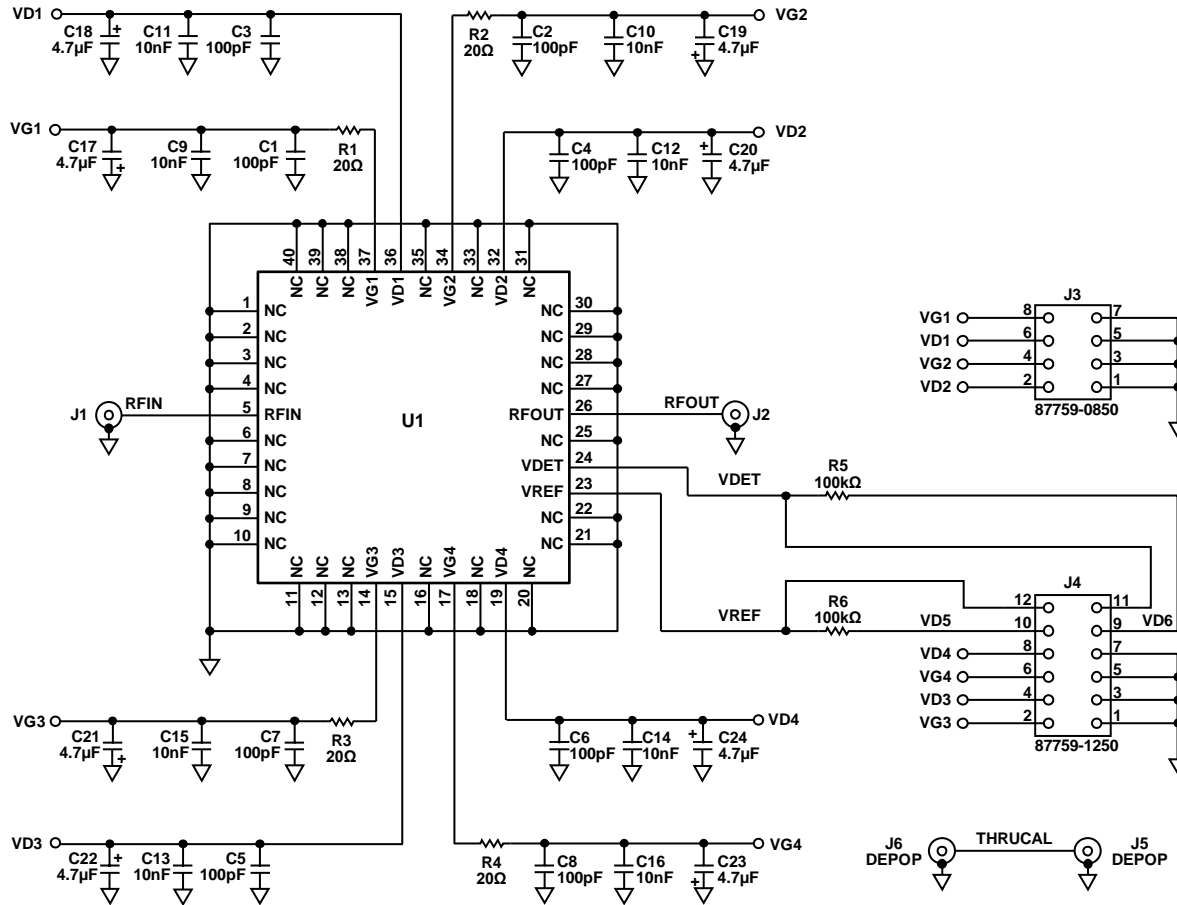 VD1
C18
4.7µF
+
C11
10nF
C3
100pF
R2
20Ω
C2
100pF
C10
10nF
C19
4.7µF
+
VG2
VG1
C17
4.7µF
+
C9
10nF
C1
100pF
R1
20Ω
C4
100pF
C12
10nF
+
C20
4.7µF
VD2
40
39
38
37
36
35
34
33
32
31
NC
NC
NC
VG1
VD1
NC
VG2
NC
VD2
NC
1 NC
2 NC
3 NC
4 NC
5 RFIN
6 NC
7 NC
8 NC
9 NC
10 NC
J1
RFIN
U1
NC 30
NC 29
NC 28
NC 27
RFOUT 26
NC 25
VDET 24
VREF 23
NC 22
NC 21
RFOUT
J2
NC
NC
NC
VG3
VD3
NC
VG4
NC
VD4
NC
11
12
13
14
15
16
17
18
19
20
J3
VG1 8 7
VD1 6 5
VG2 4 3
VD2 2 1
87759-0850
VDET
R5
100kΩ
VREF
R6
100kΩ
J4
12 11
VD5 10 9 VD6
VD4 8 7
VG4 6 5
VD3 4 3
VG3 2 1
87759-1250
VG3
C21
4.7µF
+
C15
10nF
C7
100pF
R3
20Ω
C6
100pF
C14
10nF
+
C24
4.7µF
VD4
VD3
C22
4.7µF
+
C13
10nF
C5
100pF
R4
20Ω
C8
100pF
C16
10nF
C23
4.7µF
+
VG4
J6
DEPOP
THRUCAL
J5
DEPOP